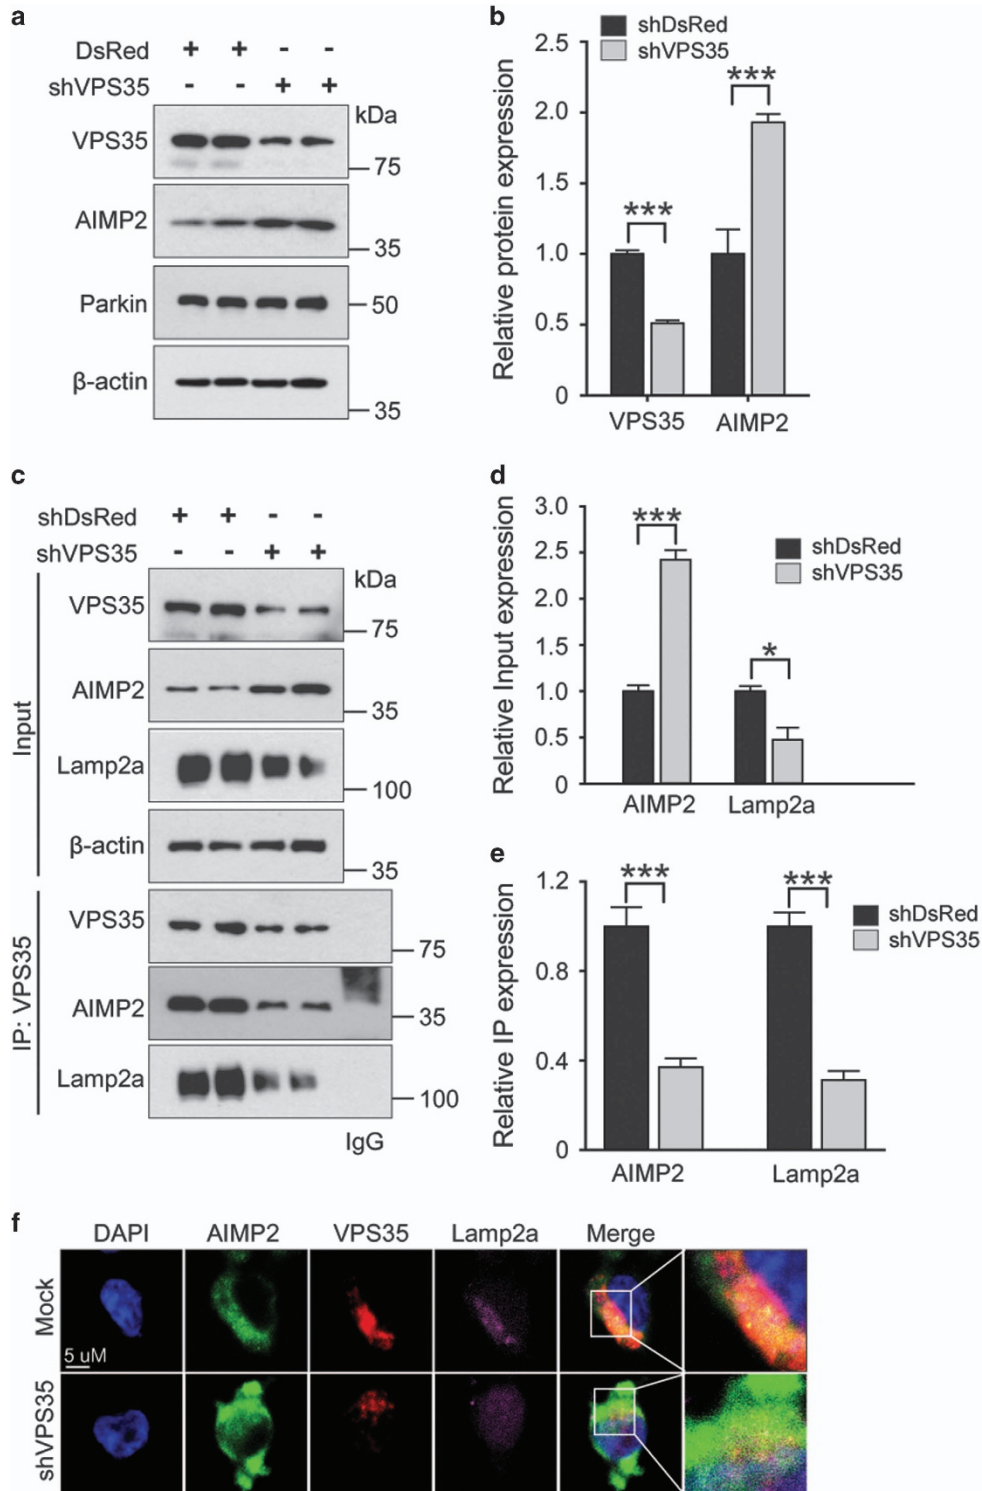 a
DsRed + + - -
shVPS35 - - + +
kDa
VPS35
75
AIMP2
35
Parkin
50
β-actin
35
b
shDsRed
shVPS35
Relative protein expression
2.5
2.0
1.5
1.0
0.5
0
***
***
VPS35 AIMP2
c
shDsRed + + - -
shVPS35 - - + +
kDa
Input
VPS35
75
AIMP2
35
Lamp2a
100
β-actin
35
IP: VPS35
VPS35
75
AIMP2
35
Lamp2a
100
IgG
d
shDsRed
shVPS35
Relative Input expression
3.0
2.5
2.0
1.5
1.0
0.5
0
***
*
AIMP2 Lamp2a
e
shDsRed
shVPS35
Relative IP expression
1.2
0.8
0.4
0
***
***
AIMP2 Lamp2a
f
DAPI AIMP2 VPS35 Lamp2a Merge
Mock
5 uM
shVPS35